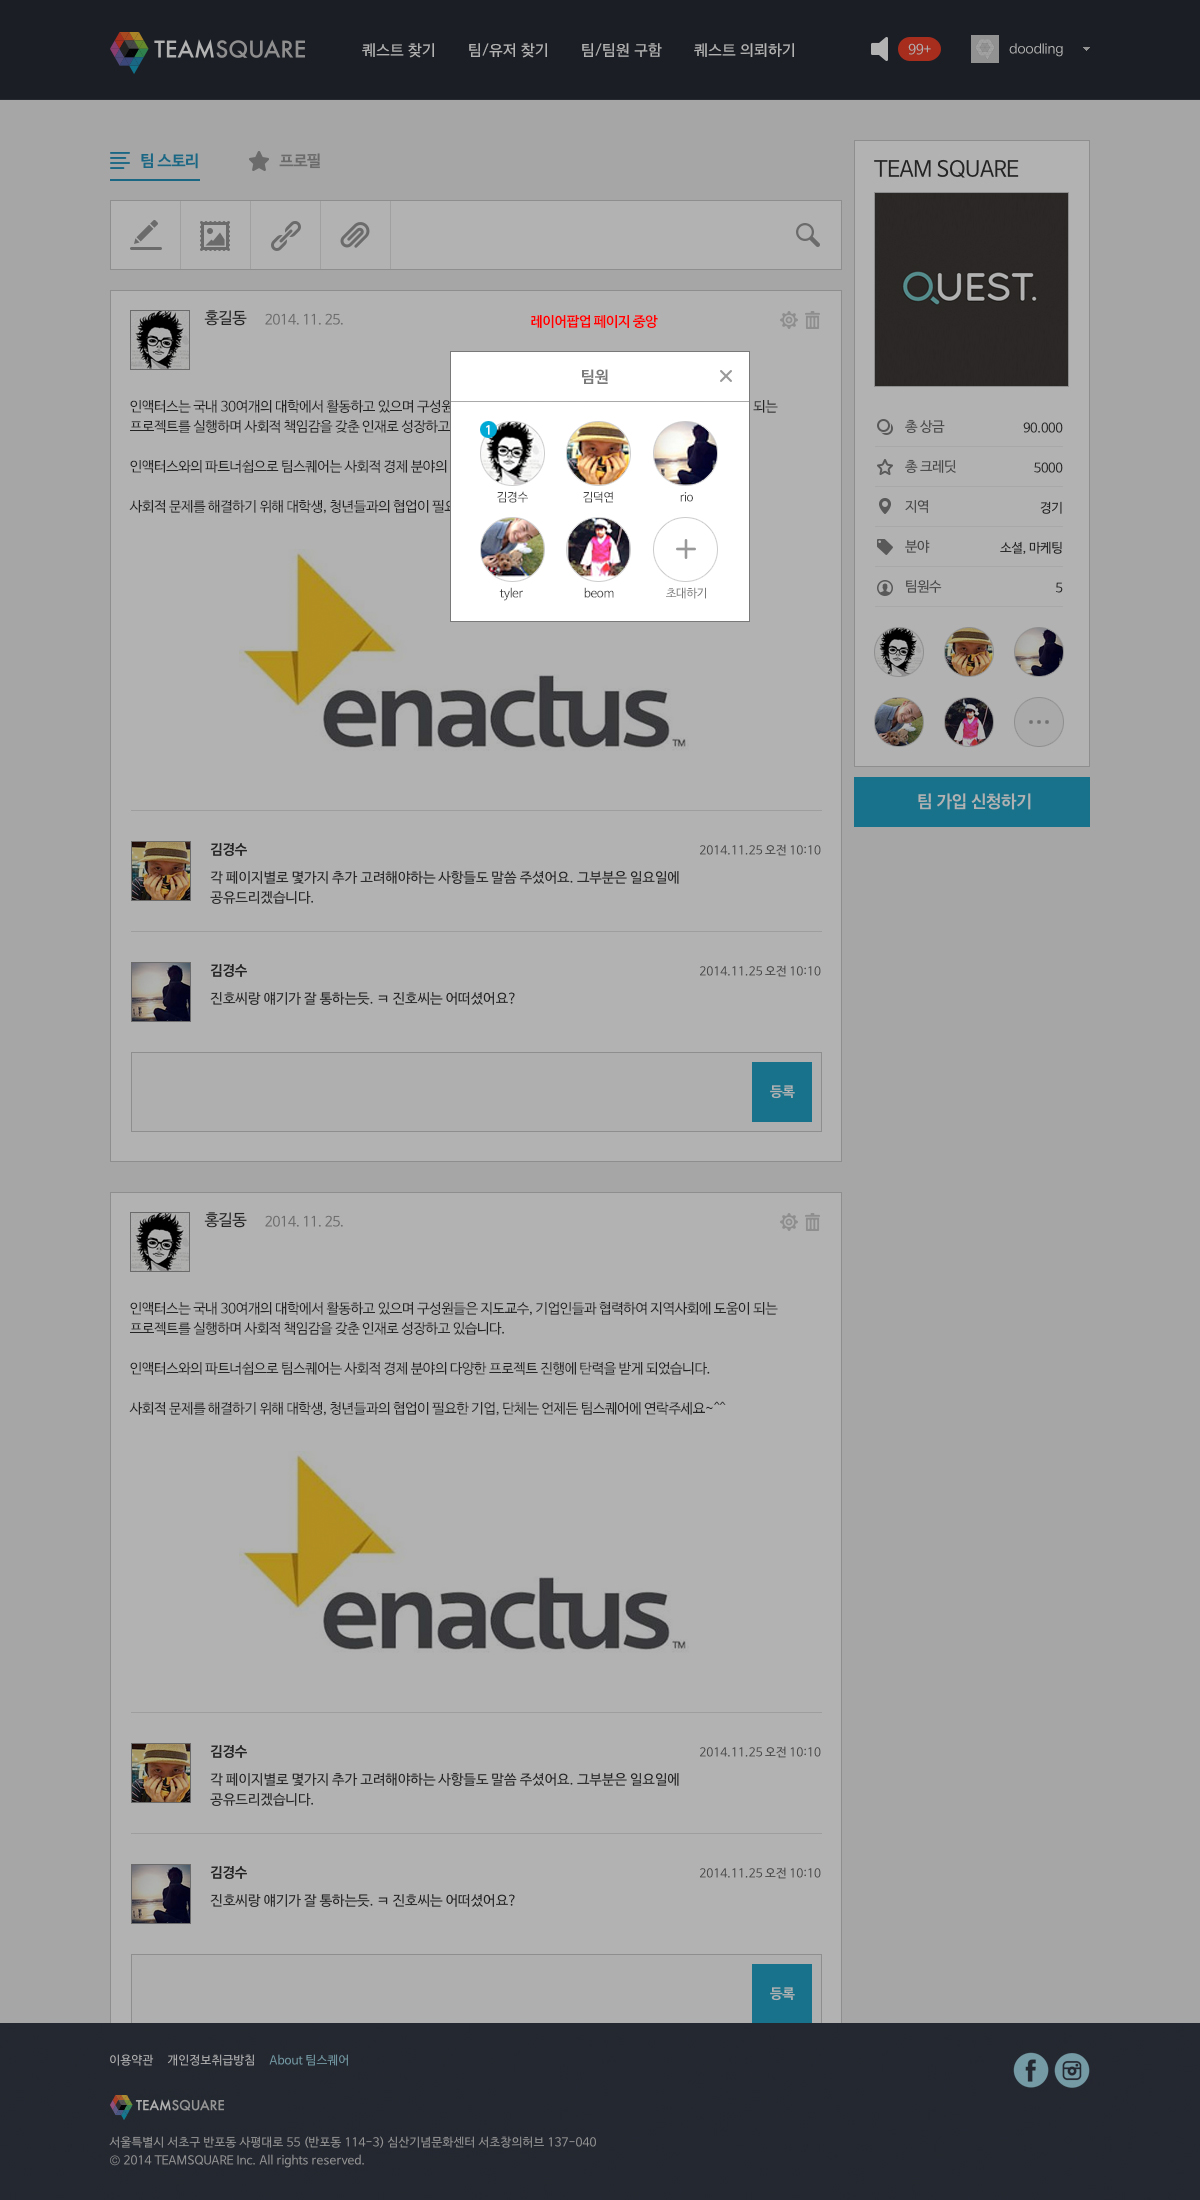 TEAMSQUARE
퀘스트 찾기
팀/유저 찾기
팀/팀원 구함
퀘스트 의뢰하기
99+
doodling
팀 스토리
프로필
홍길동
2014. 11. 25.
레이어팝업 페이지 중앙
인액터스는 국내 30여개의 대학에서 활동하고 있으며 구성원
되는
프로젝트를 실행하며 사회적 책임감을 갖춘 인재로 성장하고
인액터스와의 파트너쉽으로 팀스퀘어는 사회적 경제 분야의
사회적 문제를 해결하기 위해 대학생, 청년들과의 협업이 필요
팀원
1
김경수
김덕연
rio
tyler
beom
초대하기
enactus™
김경수
2014.11.25 오전 10:10
각 페이지별로 몇가지 추가 고려해야하는 사항들도 말씀 주셨어요. 그부분은 일요일에
공유드리겠습니다.
김경수
2014.11.25 오전 10:10
진호씨랑 얘기가 잘 통하는듯. ㅋ 진호씨는 어떠셨어요?
등록
TEAM SQUARE
QUEST.
총 상금
90.000
총 크레딧
5000
지역
경기
분야
소셜, 마케팅
팀원수
5
팀 가입 신청하기
홍길동
2014. 11. 25.
인액터스는 국내 30여개의 대학에서 활동하고 있으며 구성원들은 지도교수, 기업인들과 협력하여 지역사회에 도움이 되는
프로젝트를 실행하며 사회적 책임감을 갖춘 인재로 성장하고 있습니다.
인액터스와의 파트너쉽으로 팀스퀘어는 사회적 경제 분야의 다양한 프로젝트 진행에 탄력을 받게 되었습니다.
사회적 문제를 해결하기 위해 대학생, 청년들과의 협업이 필요한 기업, 단체는 언제든 팀스퀘어에 연락주세요~^^
enactus™
김경수
2014.11.25 오전 10:10
각 페이지별로 몇가지 추가 고려해야하는 사항들도 말씀 주셨어요. 그부분은 일요일에
공유드리겠습니다.
김경수
2014.11.25 오전 10:10
진호씨랑 얘기가 잘 통하는듯. ㅋ 진호씨는 어떠셨어요?
등록
이용약관
개인정보취급방침
About 팀스퀘어
TEAMSQUARE
서울특별시 서초구 반포동 사평대로 55 (반포동 114-3) 심산기념문화센터 서초창의허브 137-040
© 2014 TEAMSQUARE Inc. All rights reserved.